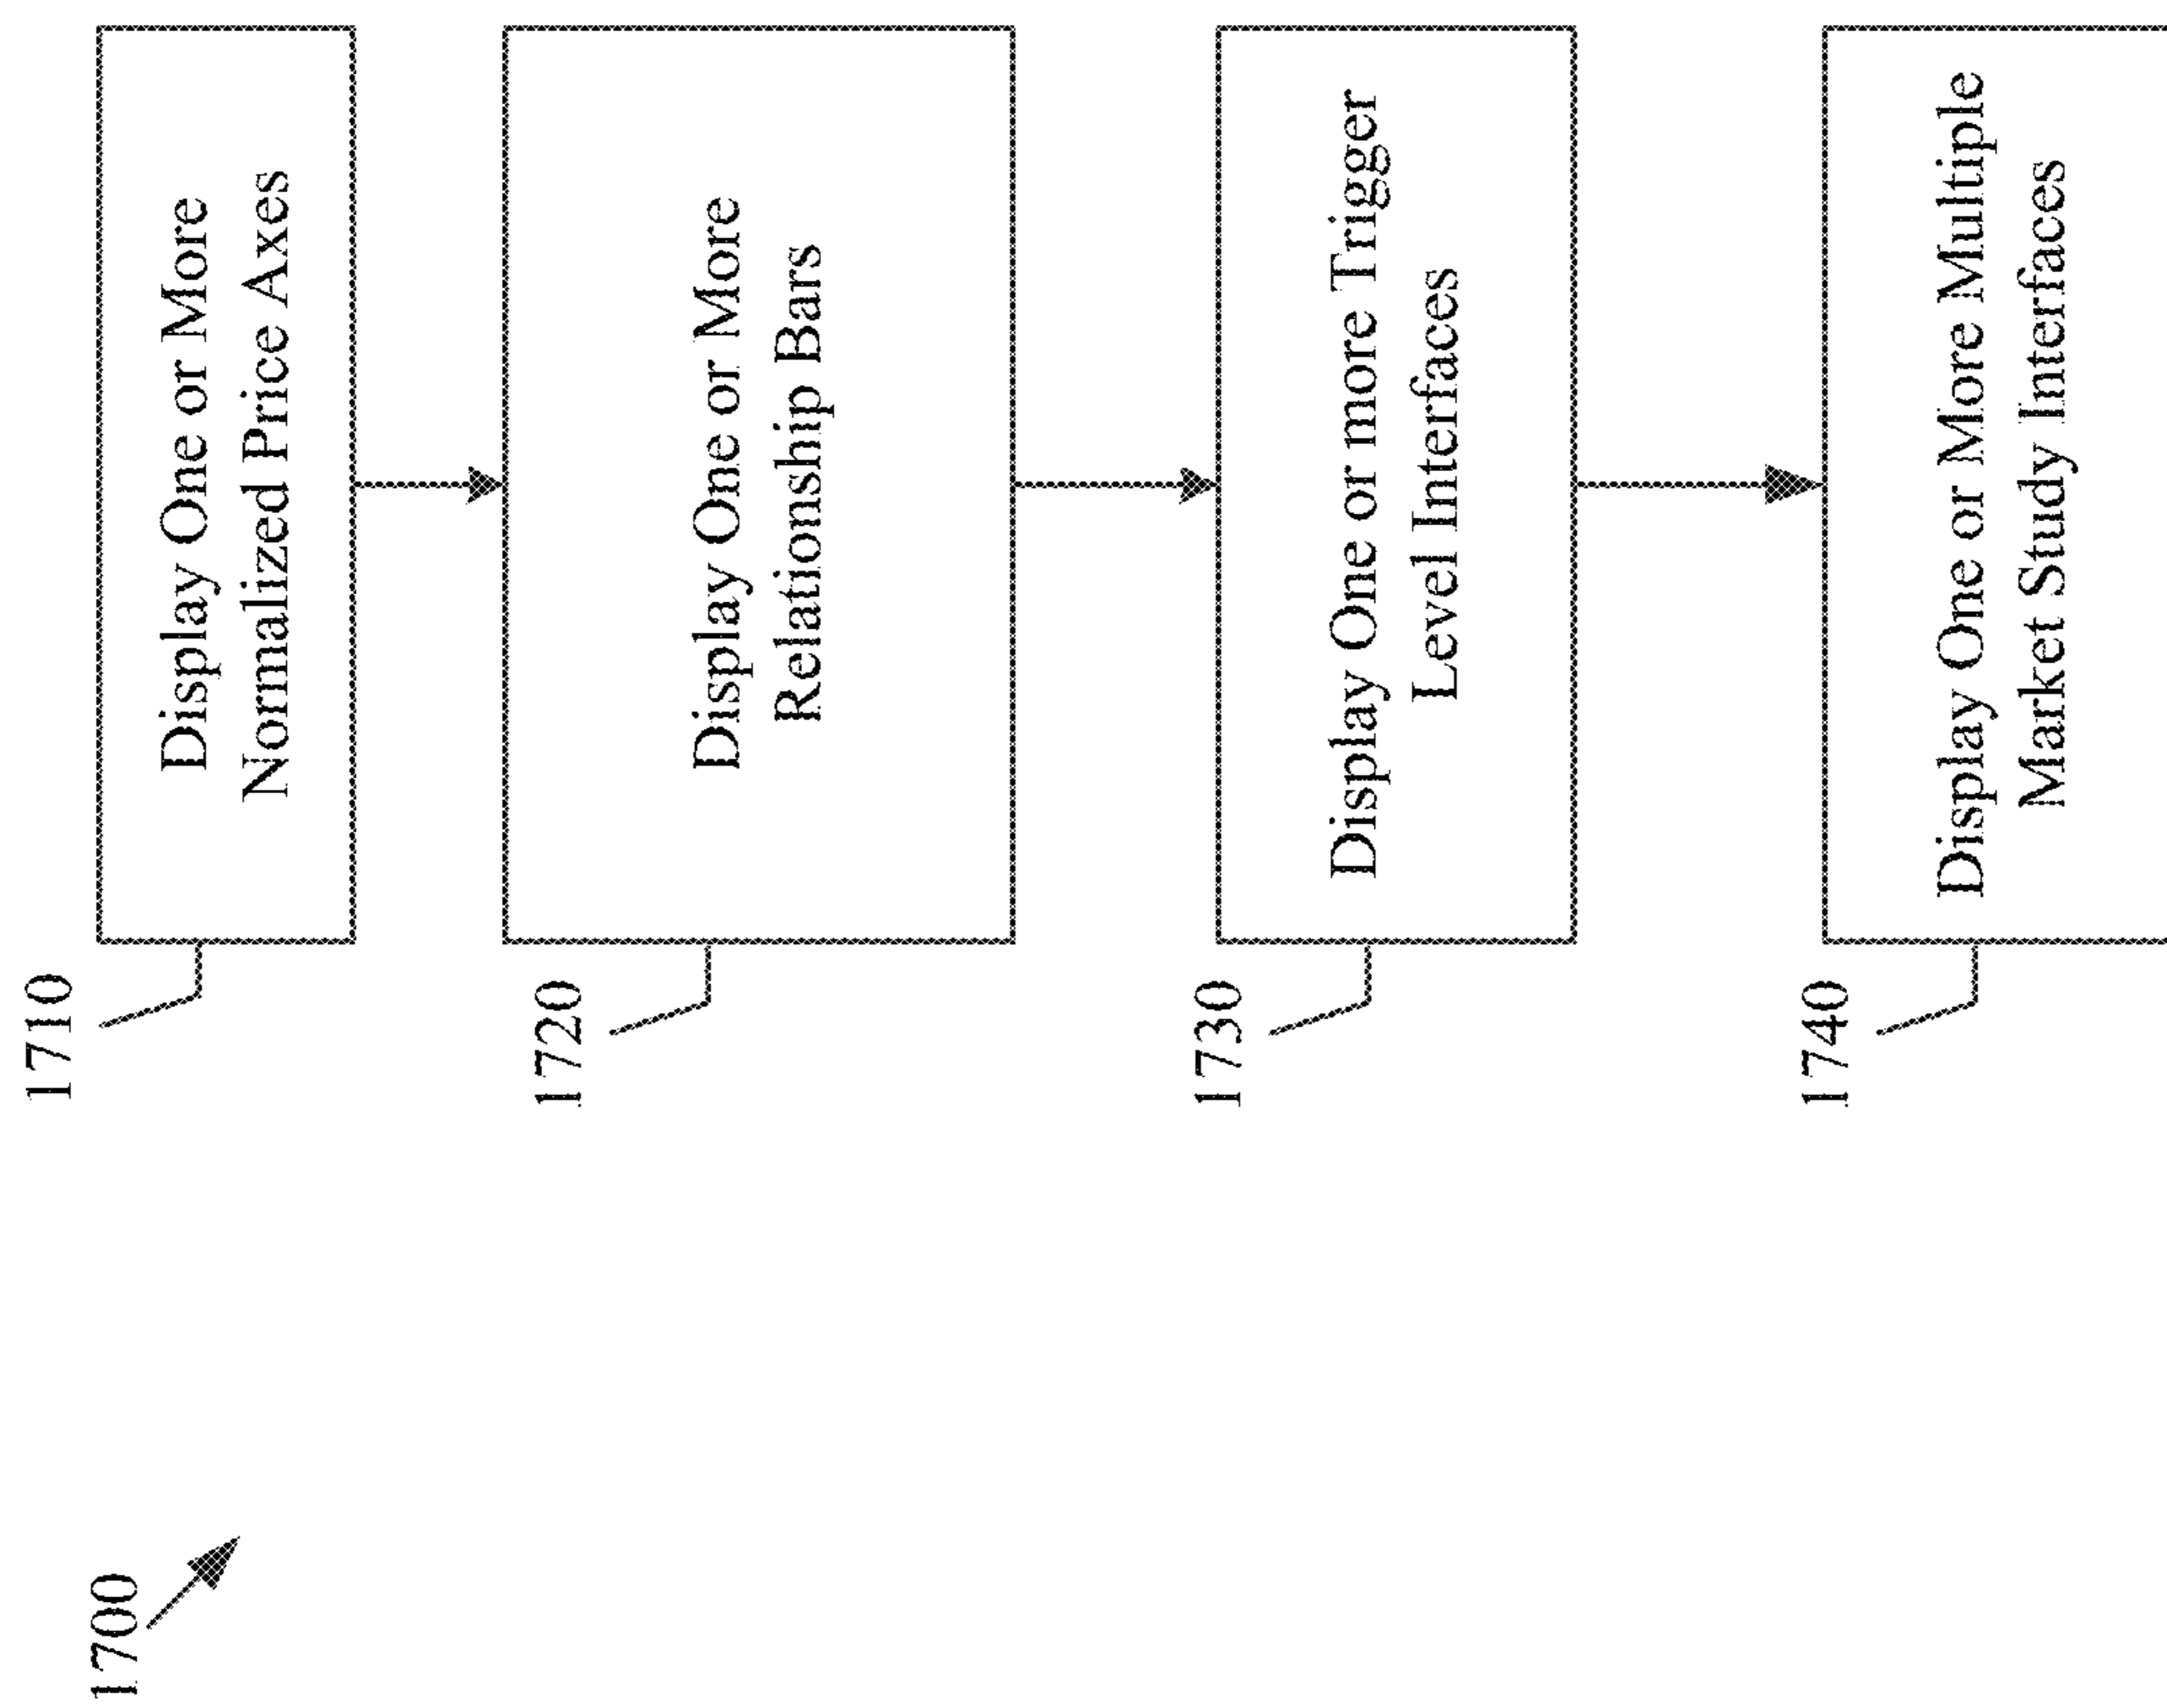 1700
1710
Display One or More
Normalized Price Axes
1720
Display One or More
Relationship Bars
1730
Display One or more Trigger
Level Interfaces
1740
Display One or More Multiple
Market Study Interfaces